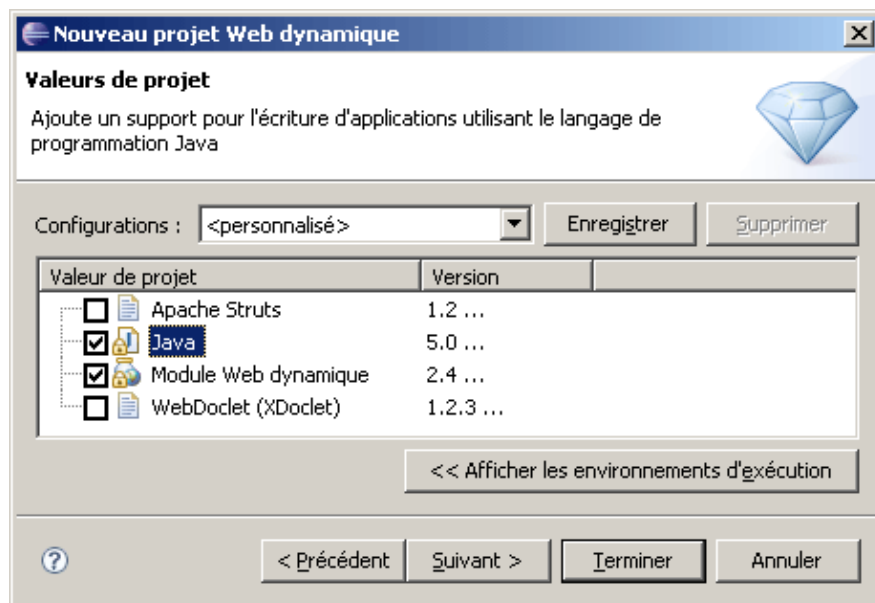 Nouveau projet Web dynamique
Valeurs de projet
Ajoute un support pour l'écriture d'applications utilisant le langage de
programmation Java
Configurations : <personnalisé> Enregistrer Supprimer
Valeur de projet Version
Apache Struts 1.2 ...
Java 5.0 ...
Module Web dynamique 2.4 ...
WebDoclet (XDoclet) 1.2.3 ...
<< Afficher les environnements d'exécution
? < Précédent Suivant > Terminer Annuler